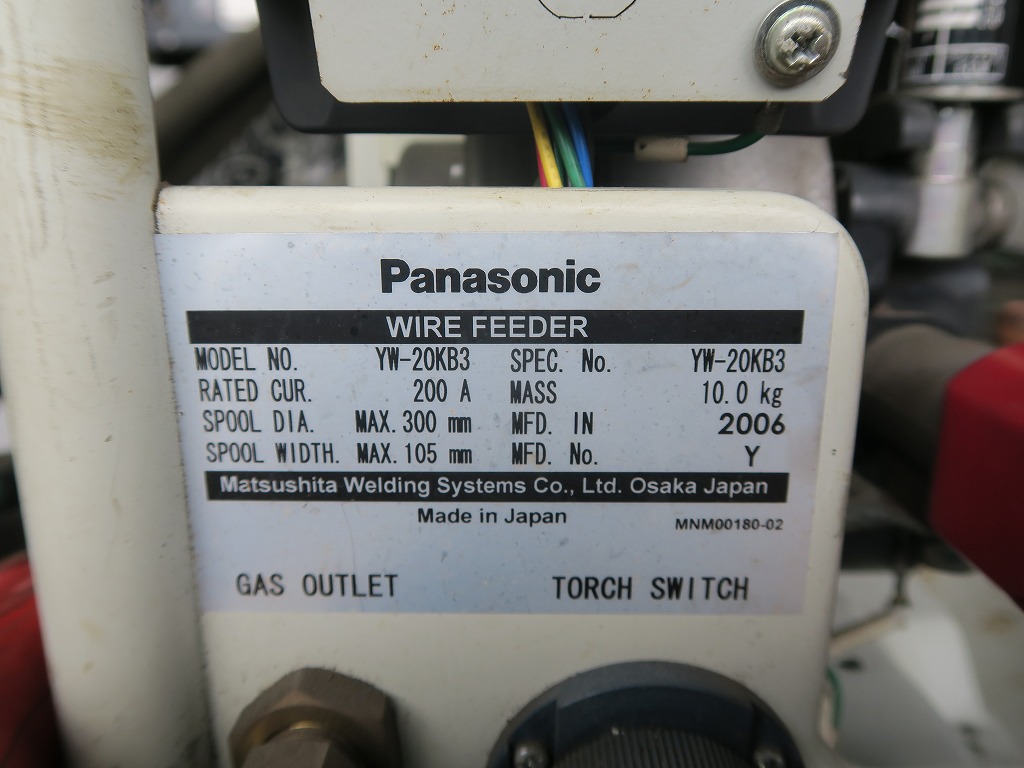 Panasonic
WIRE FEEDER
MODEL NO. YW-20KB3 SPEC. No. YW-20KB3
RATED CUR. 200 A MASS 10.0 kg
SPOOL DIA. MAX. 300 mm MFD. IN 2006
SPOOL WIDTH. MAX. 105 mm MFD. No. Y
Matsushita Welding Systems Co., Ltd. Osaka Japan
Made in Japan MNM00180-02
GAS OUTLET TORCH SWITCH